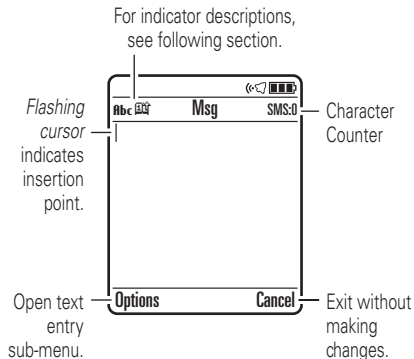 For indicator descriptions,
see following section.
Abc
Msg
SMS:0
Flashing
cursor
indicates
insertion
point.
Character
Counter
Options
Cancel
Open text
entry
sub-menu.
Exit without
making
changes.